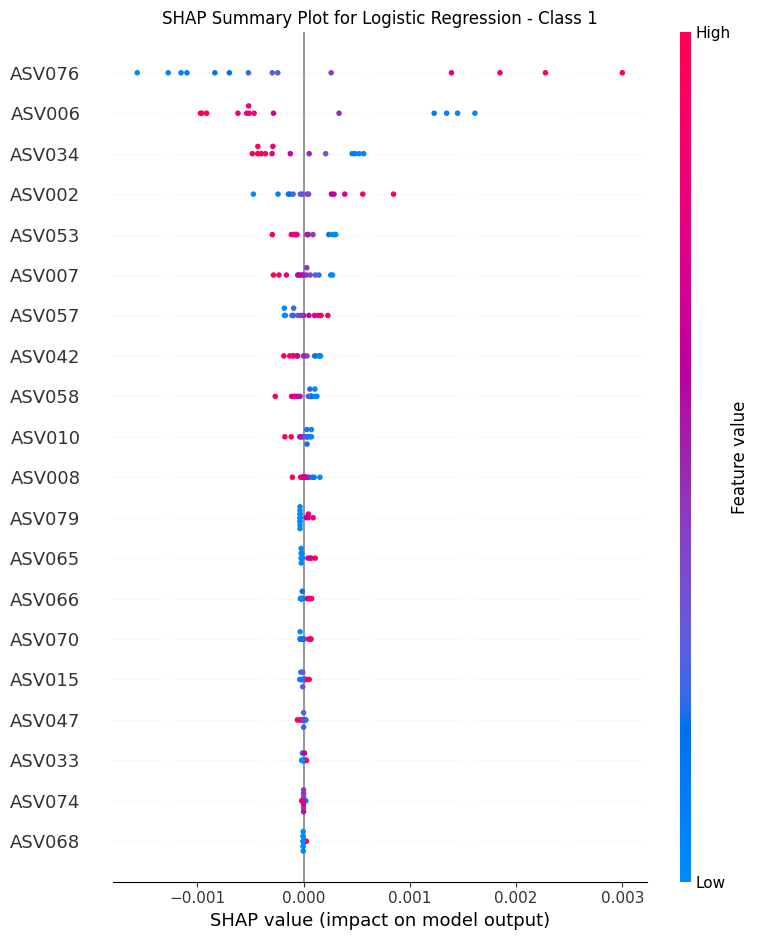 SHAP Summary Plot for Logistic Regression - Class 1
High
ASV076
ASV006
ASV034
ASV002
ASV053
ASV007
ASV057
ASV042
ASV058
ASV010
ASV008
ASV079
ASV065
ASV066
ASV070
ASV015
ASV047
ASV033
ASV074
ASV068
Feature value
Low
−0.001 0.000 0.001 0.002 0.003
SHAP value (impact on model output)